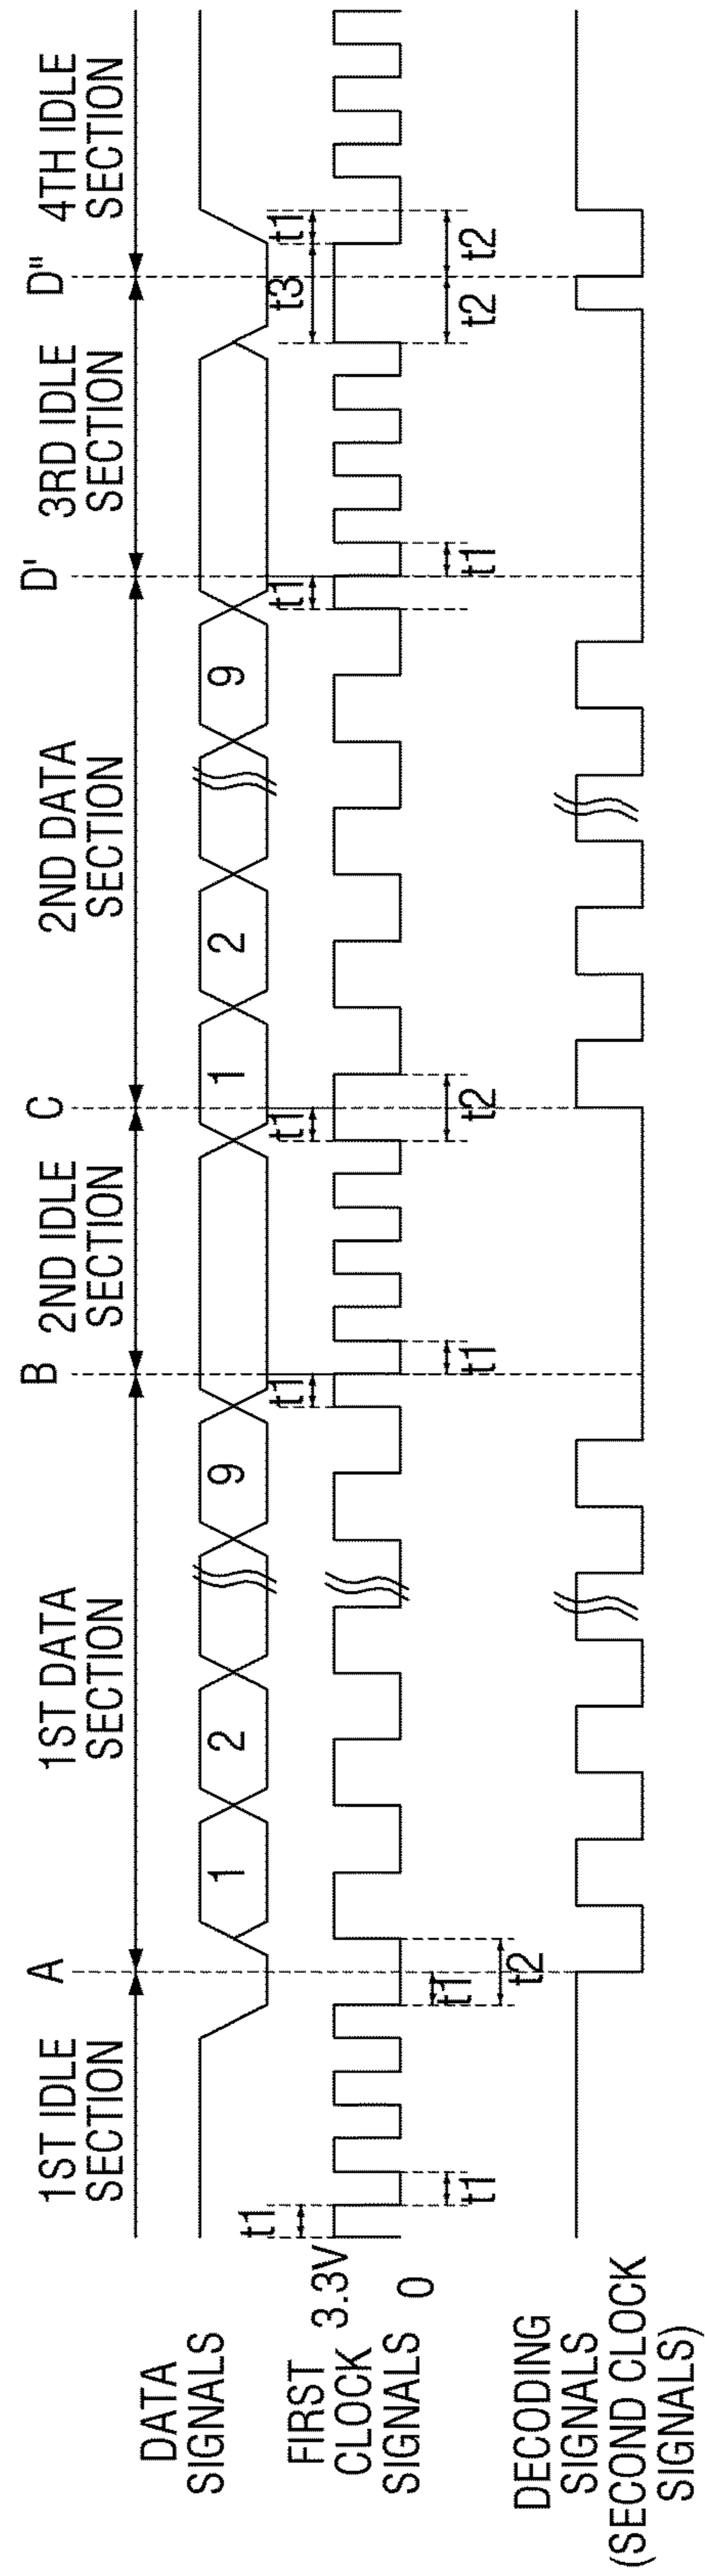 1ST IDLE
SECTION
A
1ST DATA
SECTION
B
2ND IDLE
SECTION
C
2ND DATA
SECTION
D'
3RD IDLE
SECTION
D"
4TH IDLE
SECTION
DATA
SIGNALS
1
2
9
1
2
9
FIRST
CLOCK
SIGNALS
3.3V
0
t1
t1
t1
t2
t1
t1
t1
t2
t1
t1
t3
t1
t2
t2
DECODING
SIGNALS
(SECOND CLOCK
SIGNALS)